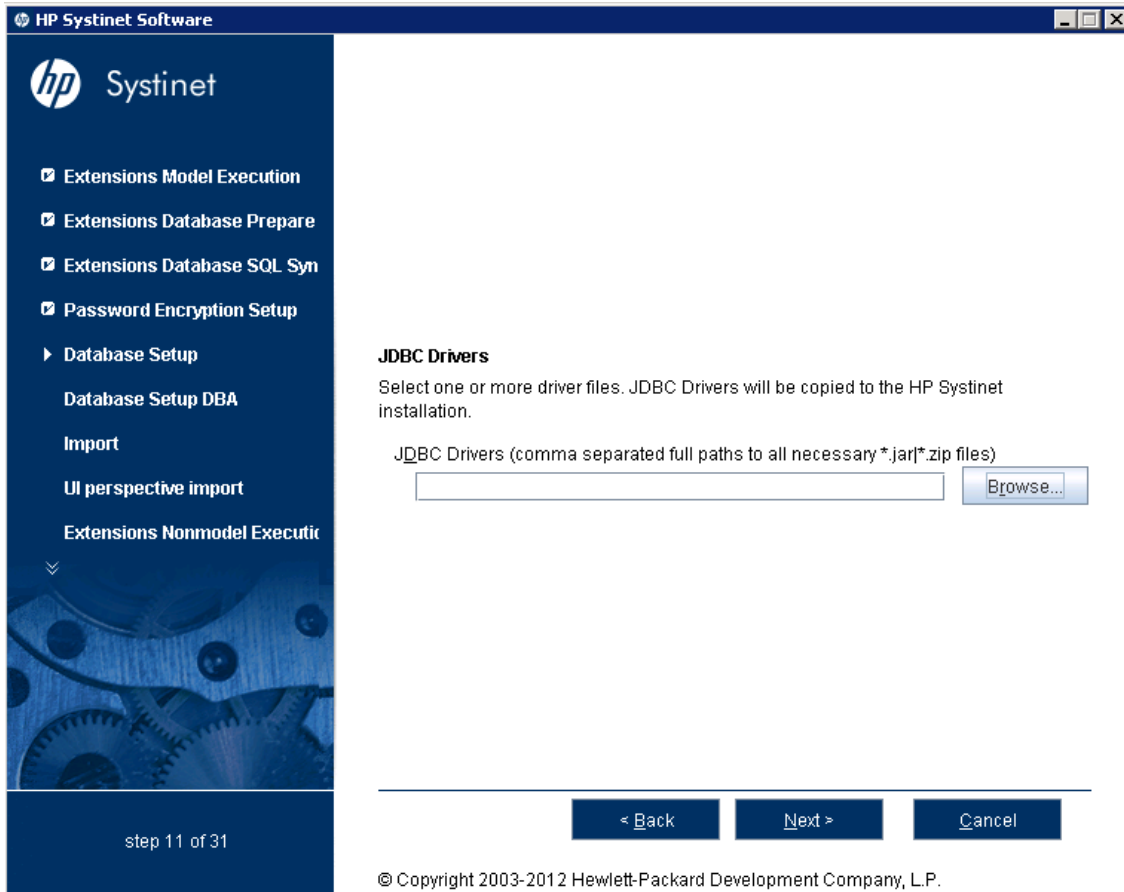 HP Systinet Software
hp Systinet
Extensions Model Execution
Extensions Database Prepare
Extensions Database SQL Syn
Password Encryption Setup
Database Setup
Database Setup DBA
Import
UI perspective import
Extensions Nonmodel Executic
step 11 of 31
JDBC Drivers
Select one or more driver files. JDBC Drivers will be copied to the HP Systinet
installation.
JDBC Drivers (comma separated full paths to all necessary *.jar|*.zip files)
Browse...
< Back Next > Cancel
© Copyright 2003-2012 Hewlett-Packard Development Company, L.P.